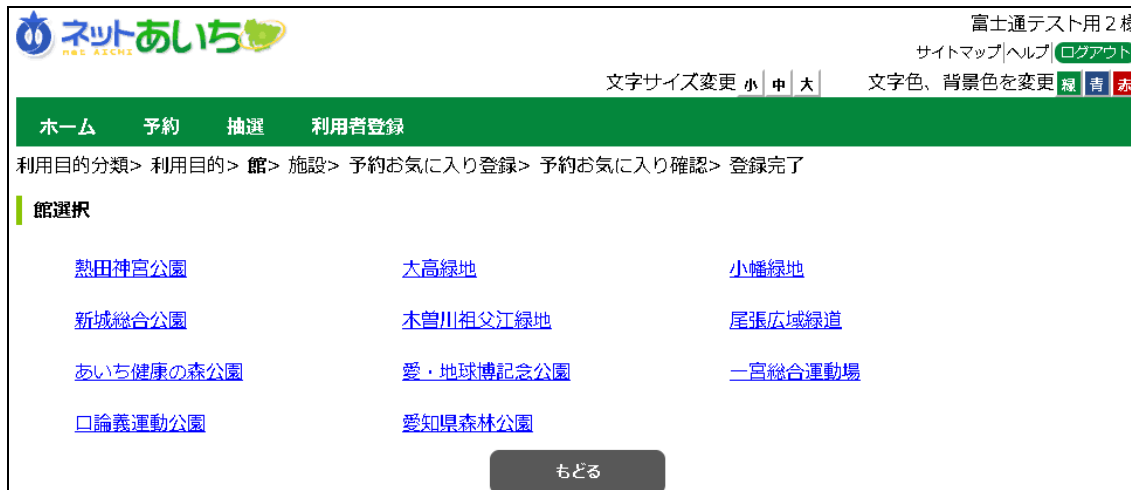 ネットあいち
net AICHI
富士通テスト用２様
サイトマップ|ヘルプ|ログアウト
文字サイズ変更 小 中 大 文字色、背景色を変更 緑 青 赤
ホーム 予約 抽選 利用者登録
利用目的分類> 利用目的> 館> 施設> 予約お気に入り登録> 予約お気に入り確認> 登録完了
館選択
熱田神宮公園 大高緑地 小幡緑地
新城総合公園 木曽川祖父江緑地 尾張広域緑道
あいち健康の森公園 愛・地球博記念公園 一宮総合運動場
口論義運動公園 愛知県森林公園
もどる